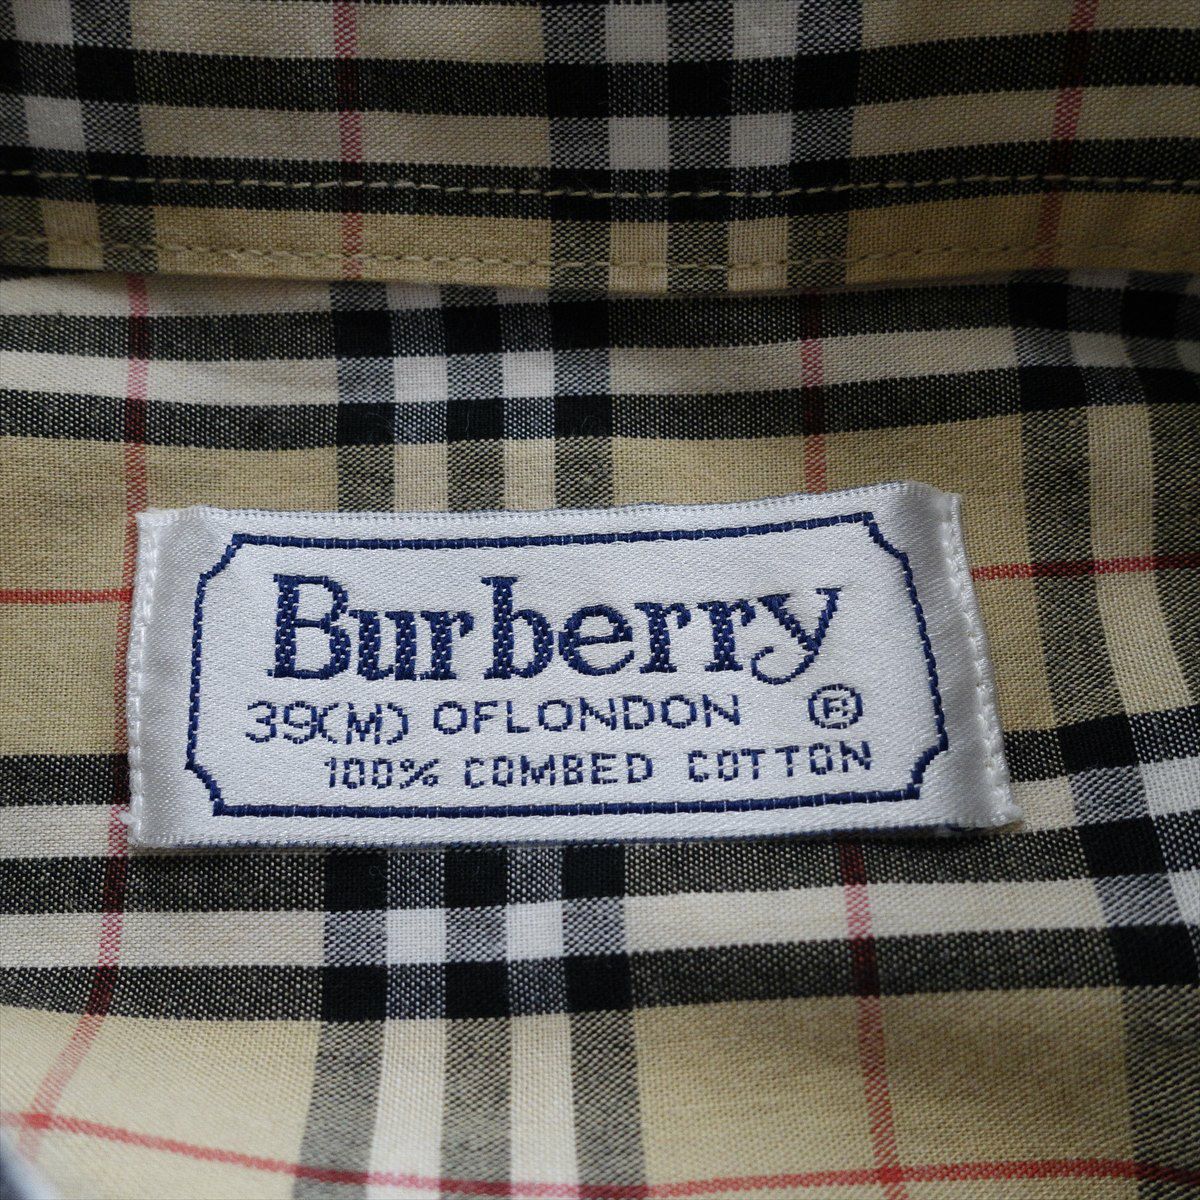 Burberry
39(M) OFLONDON ®
100% COMBED COTTON